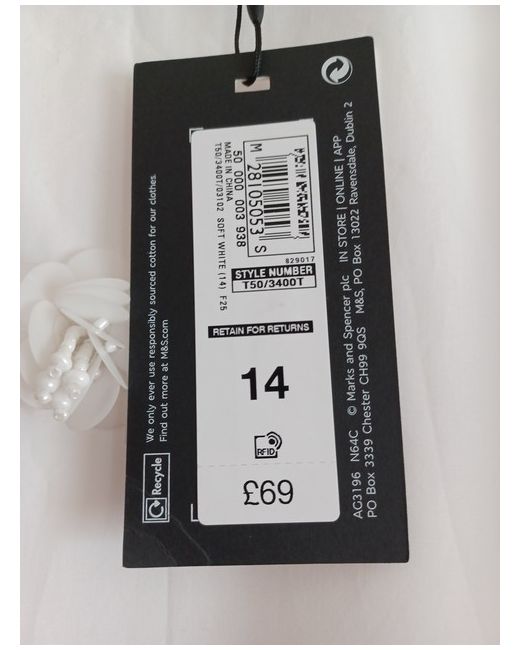 M 28105053 S
50 000 003 938
MADE IN CHINA
T50/3400T/03102 SOFT WHITE (14) F25
829017
STYLE NUMBER
T50/3400T
RETAIN FOR RETURNS
14
RFID
£69
Recycle
We only ever use responsibly sourced cotton for our clothes.
Find out more at M&S.com
AG3196 N64C © Marks and Spencer plc IN STORE | ONLINE | APP
PO Box 3339 Chester CH99 9QS M&S, PO Box 13022 Ravensdale, Dublin 2